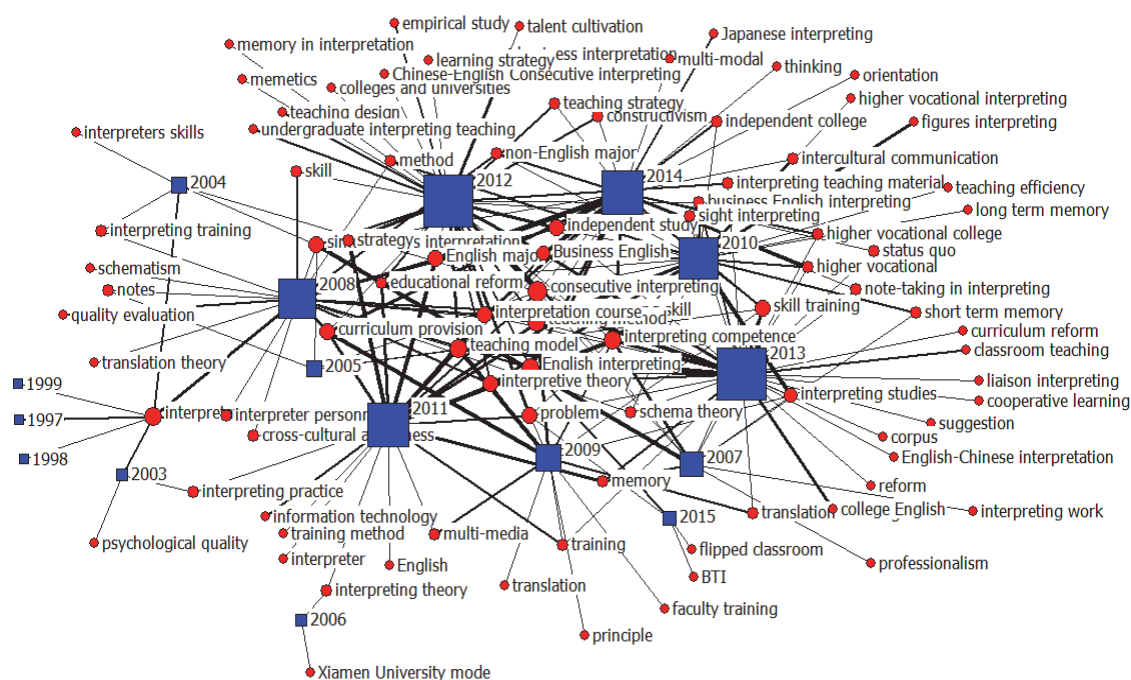 empirical study
talent cultivation
Japanese interpreting
memory in interpretation
learning strategy
ess interpretation
multi-modal
thinking
memetics
Chinese-English Consecutive interpreting
orientation
colleges and universities
higher vocational interpreting
teaching design
teaching strategy
constructivism
independent college
figures interpreting
interpreters skills
undergraduate interpreting teaching
method
non-English major
intercultural communication
skill
2004
2012
2014
interpreting teaching material
teaching efficiency
business English interpreting
sight interpreting
long term memory
interpreting training
independent study
higher vocational college
strategy
s interpretation
2010
status quo
English major
Business English
schematism
higher vocational
notes
2008
educational reform
consecutive interpreting
note-taking in interpreting
quality evaluation
interpretation course
skill
skill training
short term memory
curriculum provision
interpreting competence
curriculum reform
teaching model
2013
classroom teaching
translation theory
2005
English interpreting
1999
interpretive theory
liaison interpreting
interpreting studies
cooperative learning
1997
interpret
interpreter personn
2011
problem
schema theory
suggestion
cross-cultural a
ness
corpus
1998
2009
2007
English-Chinese interpretation
2003
interpreting practice
memory
reform
information technology
2015
translation
college English
interpreting work
training method
multi-media
psychological quality
training
flipped classroom
interpreter
English
professionalism
BTI
interpreting theory
translation
faculty training
2006
principle
Xiamen University mode